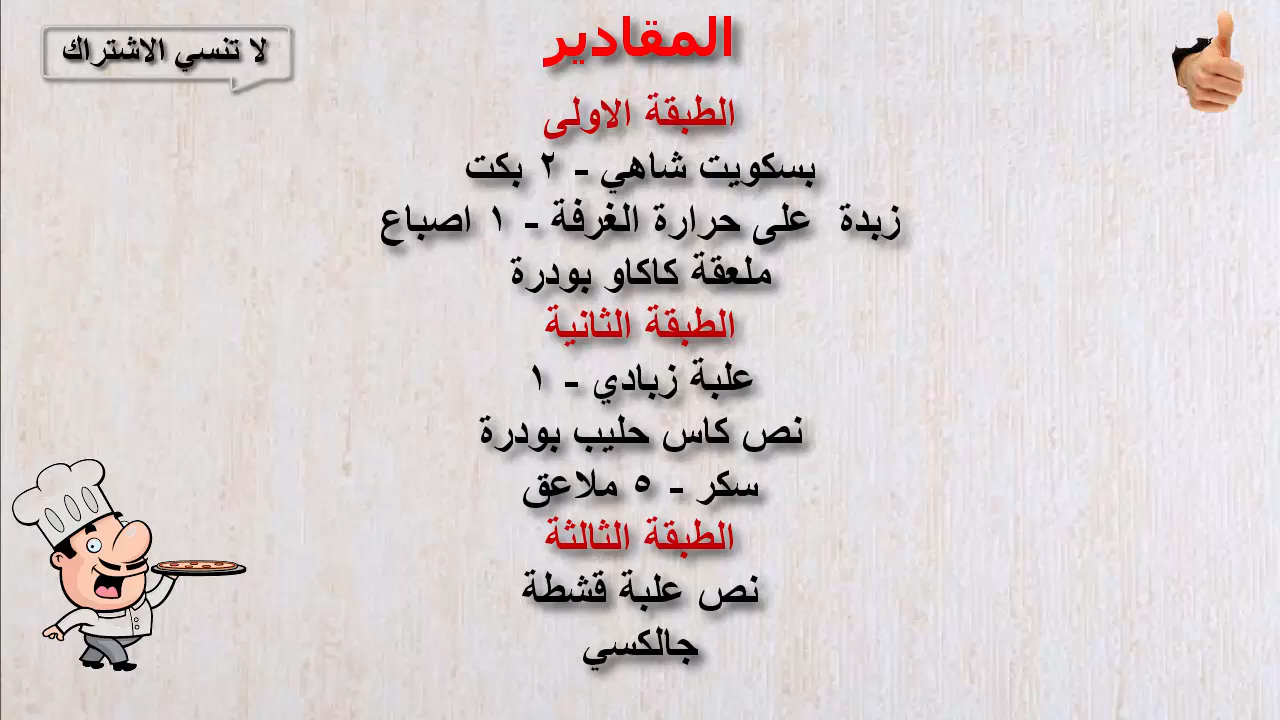 المقادير
لا تنسي الاشتراك
الطبقة الاولى
بسكويت شاهي - ٢ بكت
زبدة على حرارة الغرفة - ١ اصباع
ملعقة كاكاو بودرة
الطبقة الثانية
علبة زبادي - ١
نص كاس حليب بودرة
سكر - ٥ ملاعق
الطبقة الثالثة
نص علبة قشطة
جالكسي